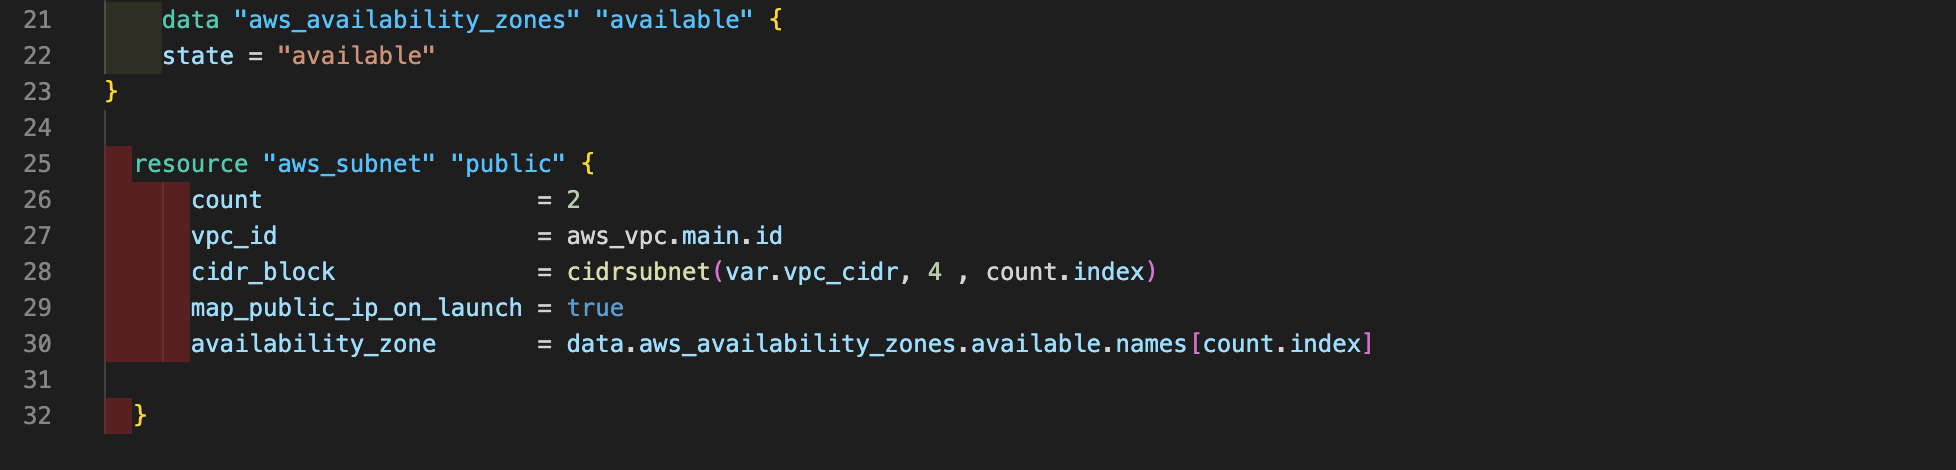 21 data "aws_availability_zones" "available" {
22 state = "available"
23 }
24
25 resource "aws_subnet" "public" {
26 count = 2
27 vpc_id = aws_vpc.main.id
28 cidr_block = cidrsubnet(var.vpc_cidr, 4 , count.index)
29 map_public_ip_on_launch = true
30 availability_zone = data.aws_availability_zones.available.names[count.index]
31
32 }